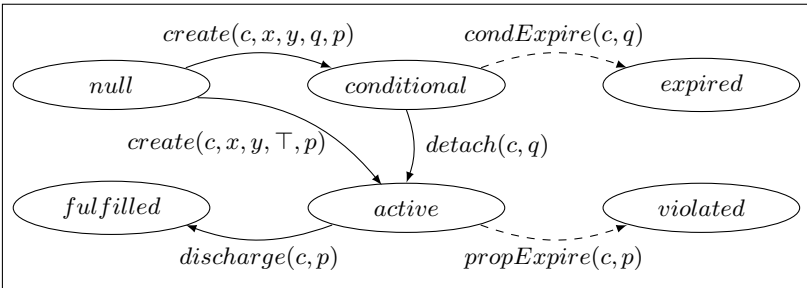 create(c, x, y, q, p)
condExpire(c, q)
null
conditional
expired
create(c, x, y, ⊤, p)
detach(c, q)
fulfilled
active
violated
discharge(c, p)
propExpire(c, p)